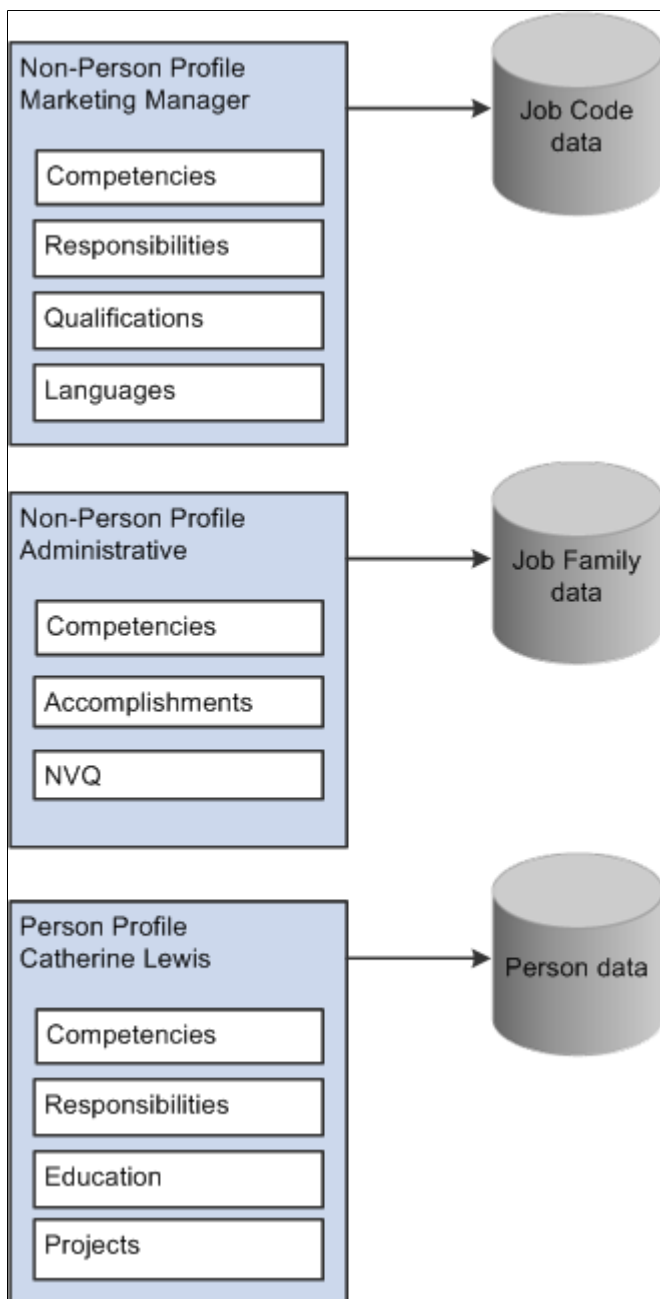 Non-Person Profile
Marketing Manager
Competencies
Responsibilities
Qualifications
Languages
Job Code
data
Non-Person Profile
Administrative
Competencies
Accomplishments
NVQ
Job Family
data
Person Profile
Catherine Lewis
Competencies
Responsibilities
Education
Projects
Person data